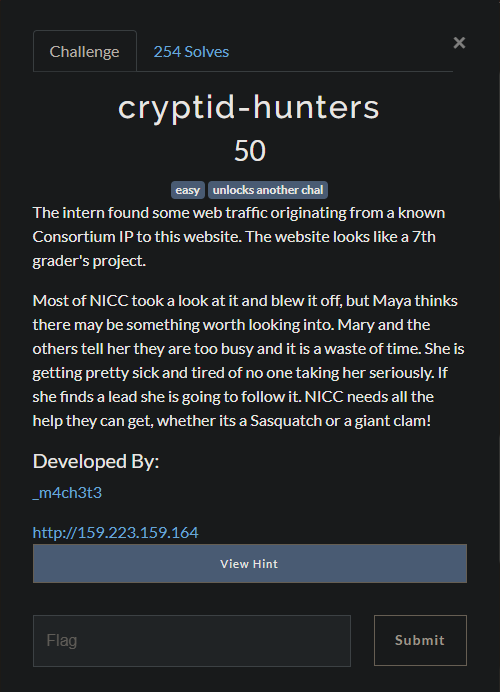 Challenge
254 Solves
×
cryptid-hunters
50
easy
unlocks another chal
The intern found some web traffic originating from a known
Consortium IP to this website. The website looks like a 7th
grader's project.
Most of NICC took a look at it and blew it off, but Maya thinks
there may be something worth looking into. Mary and the
others tell her they are too busy and it is a waste of time. She is
getting pretty sick and tired of no one taking her seriously. If
she finds a lead she is going to follow it. NICC needs all the
help they can get, whether its a Sasquatch or a giant clam!
Developed By:
_m4ch3t3
http://159.223.159.164
View Hint
Flag
Submit